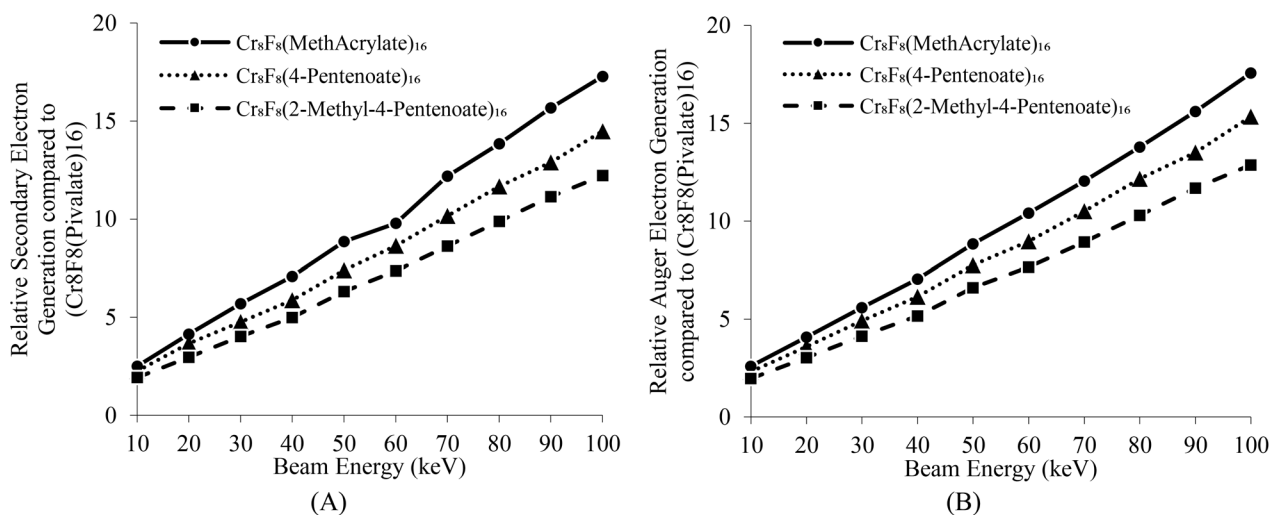 Relative Secondary Electron
Generation compared to
(Cr8F8(Pivalate)16)
20
15
10
5
0
Cr₈F₈(MethAcrylate)₁₆
Cr₈F₈(4-Pentenoate)₁₆
Cr₈F₈(2-Methyl-4-Pentenoate)₁₆
10 20 30 40 50 60 70 80 90 100
Beam Energy (keV)
(A)
Relative Auger Electron Generation
compared to (Cr8F8(Pivalate)16)
20
15
10
5
0
Cr₈F₈(MethAcrylate)₁₆
Cr₈F₈(4-Pentenoate)₁₆
Cr₈F₈(2-Methyl-4-Pentenoate)₁₆
10 20 30 40 50 60 70 80 90 100
Beam Energy (keV)
(B)